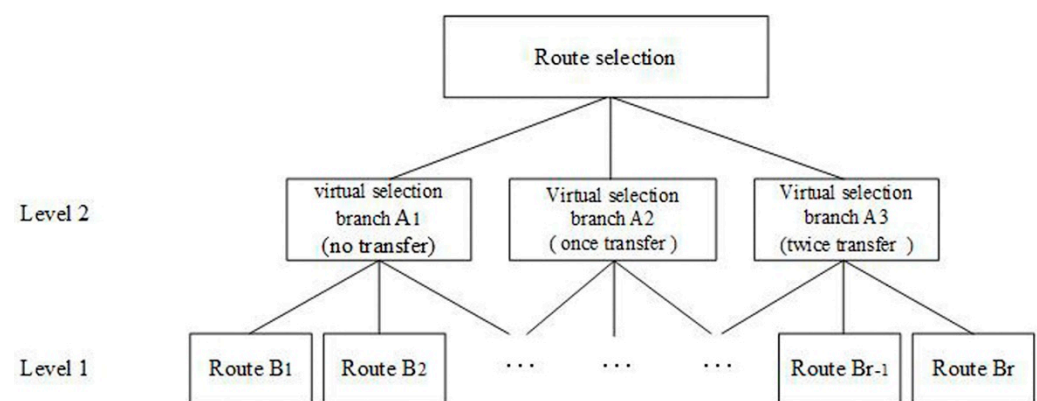 Route selection
Level 2
virtual selection
branch A1
(no transfer)
Virtual selection
branch A2
( once transfer )
Virtual selection
branch A3
(twice transfer )
Level 1
Route B1
Route B2
...
...
...
Route Br-1
Route Br